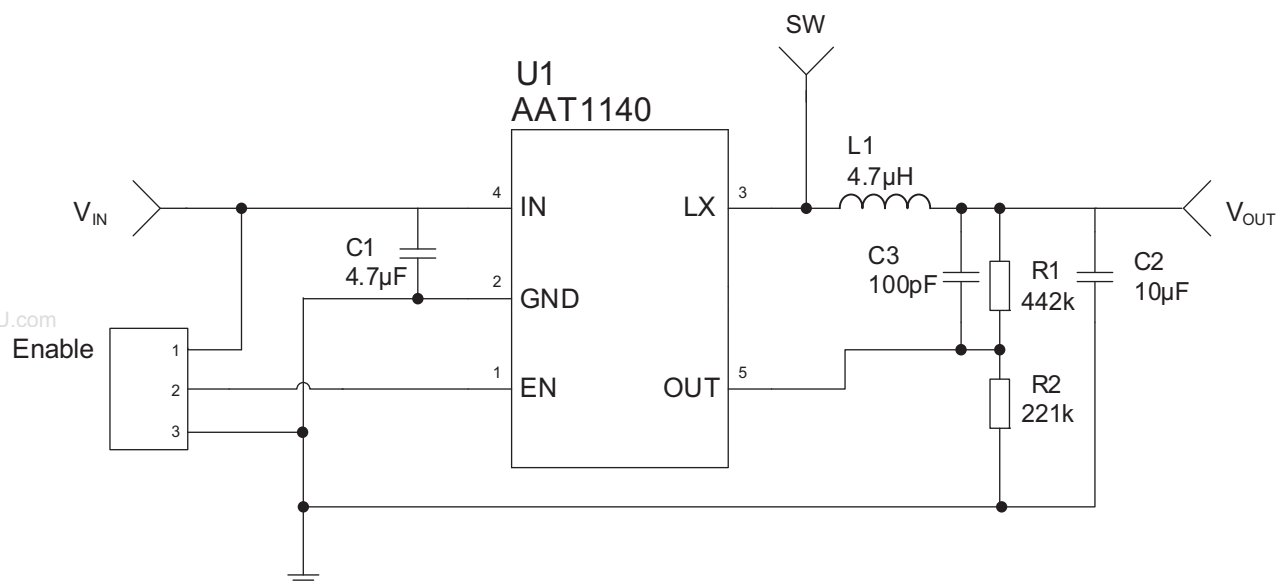 SW
U1
AAT1140
L1
4.7µH
4
IN
LX
3
V_IN
V_OUT
C1
4.7µF
C3
100pF
R1
442k
C2
10µF
2
GND
U.com
Enable
1
2
3
1
EN
OUT
5
R2
221k